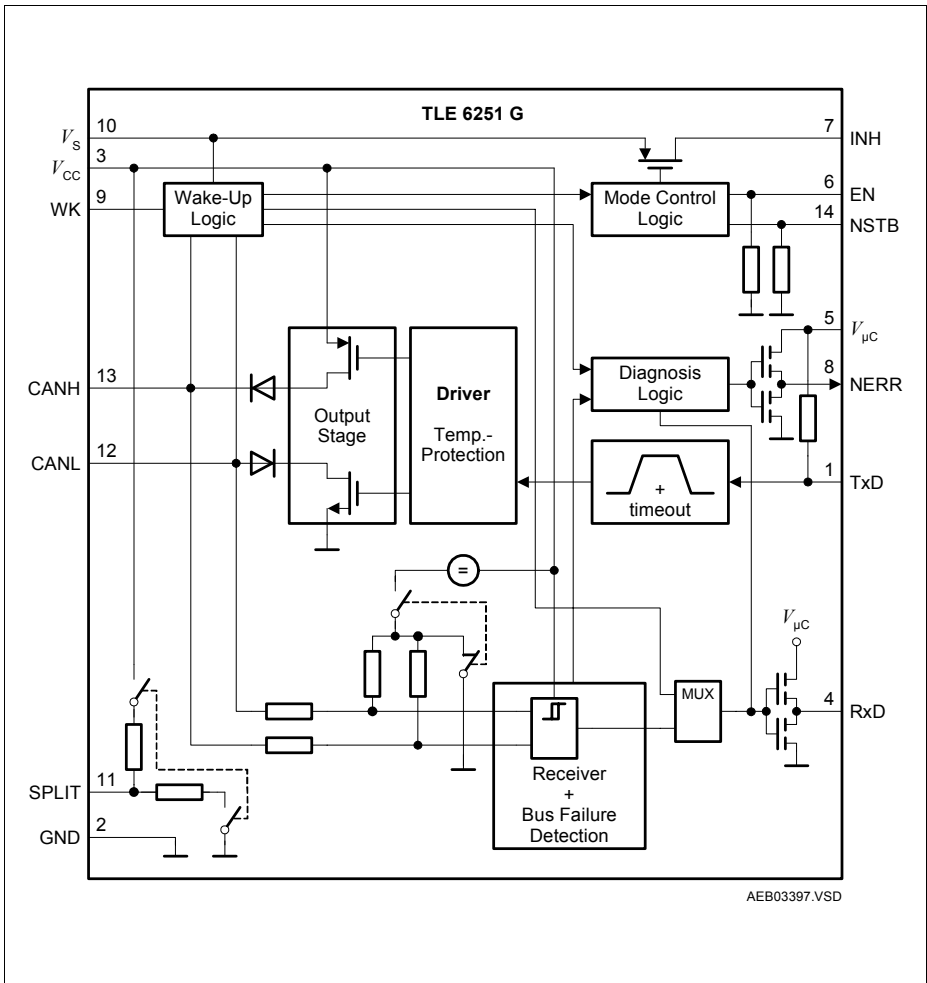 TLE 6251 G
10
V_S
7
INH
3
V_CC
6
EN
9
WK
Wake-Up
Logic
Mode Control
Logic
14
NSTB
5
V_µC
13
CANH
Output
Stage
Driver
Temp.-
Protection
Diagnosis
Logic
8
NERR
12
CANL
+
timeout
1
TxD
=
V_µC
MUX
4
RxD
11
SPLIT
Receiver
+
Bus Failure
Detection
2
GND
AEB03397.VSD